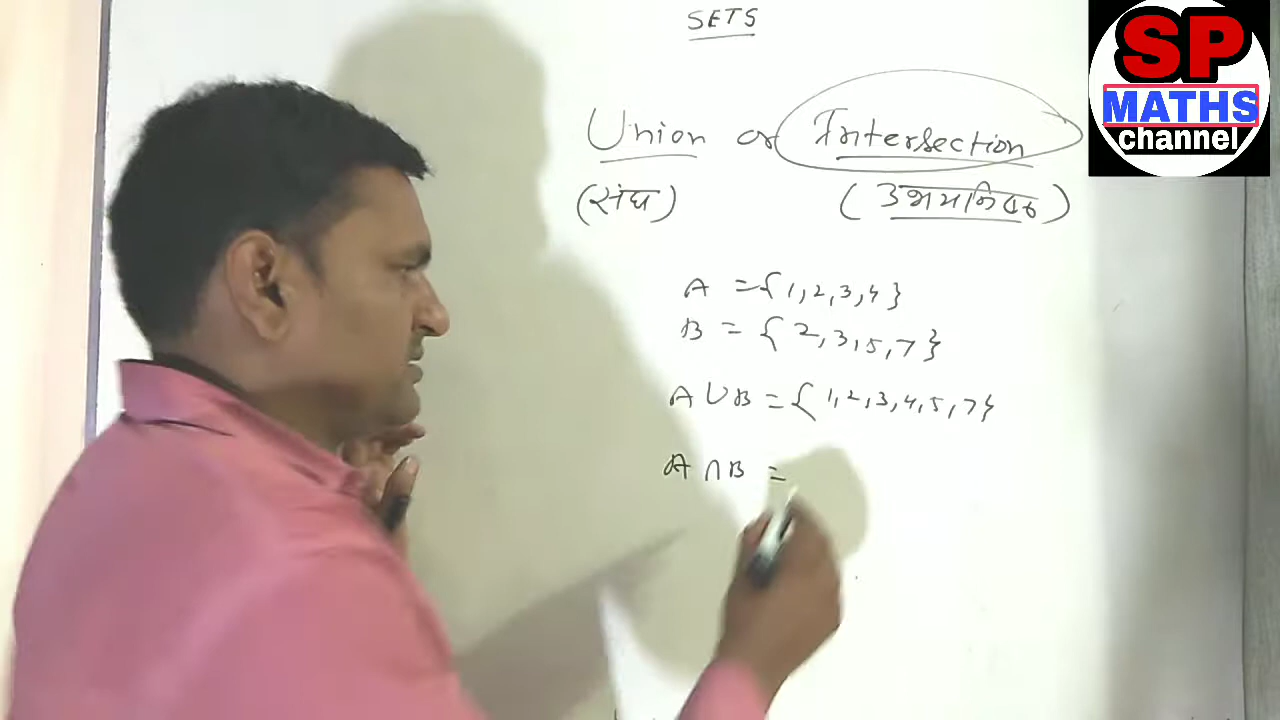 SETS
Union or Intersection
(संघ) (उभयनिष्ठ)
A = {1,2,3,4}
B = {2,3,5,7}
A ∪ B = {1,2,3,4,5,7}
A ∩ B =
SP
MATHS
channel